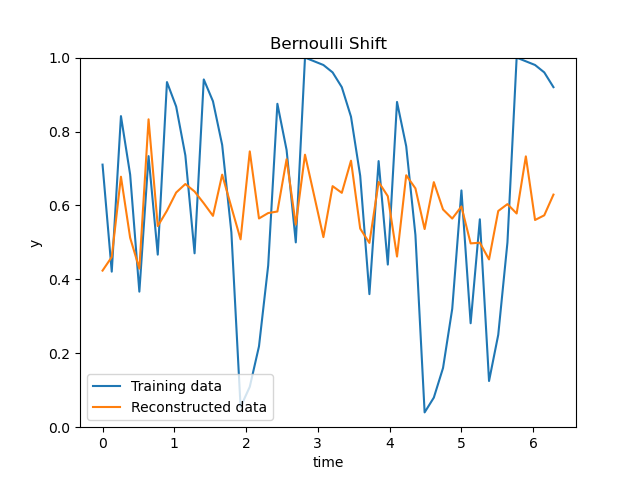 Bernoulli Shift
1.0
0.8
0.6
0.4
0.2
0.0
y
Training data
Reconstructed data
0 1 2 3 4 5 6
time